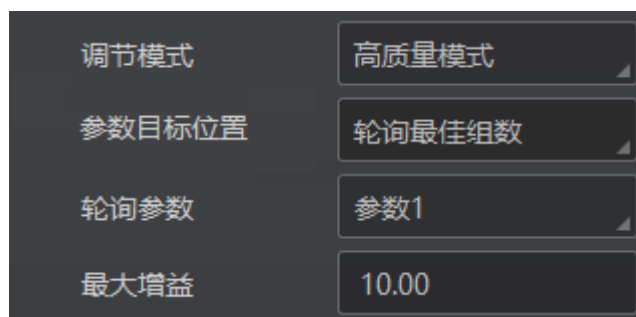 调节模式 高质量模式
参数目标位置 轮询最佳组数
轮询参数 参数1
最大增益 10.00